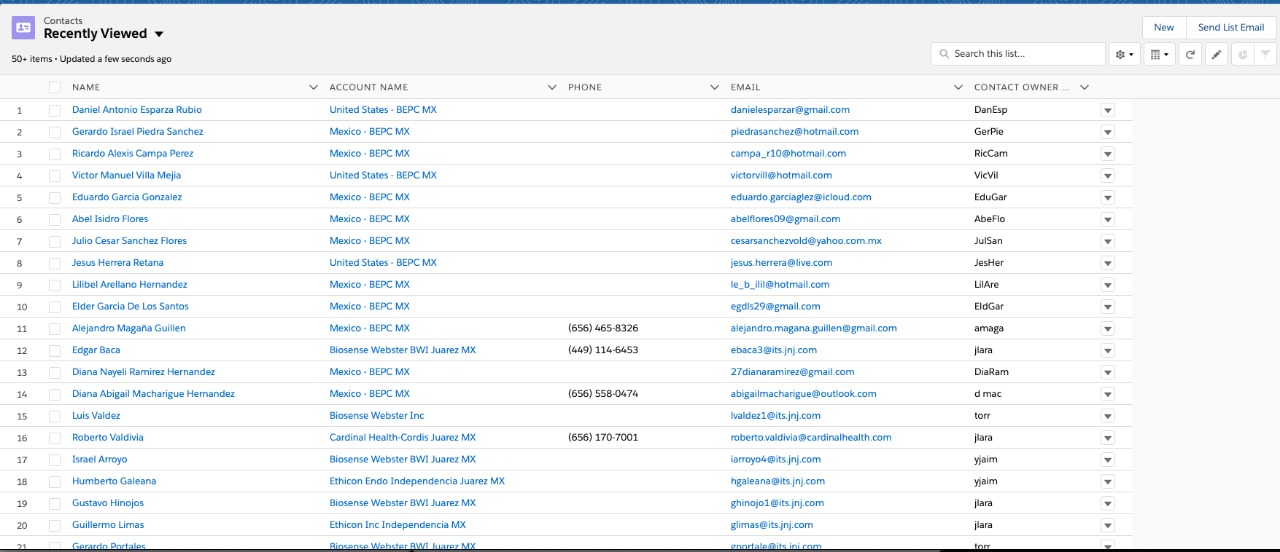 Contacts
Recently Viewed
New Send List Email
50+ items • Updated a few seconds ago
Search this list...
NAME ACCOUNT NAME PHONE EMAIL CONTACT OWNER ...
1 Daniel Antonio Esparza Rubio United States - BEPC MX danielesparzar@gmail.com DanEsp
2 Gerardo Israel Piedra Sanchez Mexico - BEPC MX piedrasanchez@hotmail.com GerPie
3 Ricardo Alexis Campa Perez Mexico - BEPC MX campa_r10@hotmail.com RicCam
4 Victor Manuel Villa Mejia United States - BEPC MX victorvill@hotmail.com VicVil
5 Eduardo Garcia Gonzalez Mexico - BEPC MX eduardo.garciaglez@icloud.com EduGar
6 Abel Isidro Flores Mexico - BEPC MX abelflores09@gmail.com AbeFlo
7 Julio Cesar Sanchez Flores Mexico - BEPC MX cesarsanchezvold@yahoo.com.mx JulSan
8 Jesus Herrera Retana United States - BEPC MX jesus.herrera@live.com JesHer
9 Lilibel Arellano Hernandez Mexico - BEPC MX le_b_ilil@hotmail.com LilAre
10 Elder Garcia De Los Santos Mexico - BEPC MX egdls29@gmail.com EldGar
11 Alejandro Magaña Guillen Mexico - BEPC MX (656) 465-8326 alejandro.magana.guillen@gmail.com amaga
12 Edgar Baca Biosense Webster BWI Juarez MX (449) 114-6453 ebaca3@its.jnj.com jlara
13 Diana Nayeli Ramirez Hernandez Mexico - BEPC MX 27dianaramirez@gmail.com DiaRam
14 Diana Abigail Macharigue Hernandez Mexico - BEPC MX (656) 558-0474 abigailmacharigue@outlook.com d mac
15 Luis Valdez Biosense Webster Inc lvaldez1@its.jnj.com torr
16 Roberto Valdivia Cardinal Health-Cordis Juarez MX (656) 170-7001 roberto.valdivia@cardinalhealth.com jlara
17 Israel Arroyo Biosense Webster BWI Juarez MX iarroyo4@its.jnj.com yjaim
18 Humberto Galeana Ethicon Endo Independencia Juarez MX hgaleana@its.jnj.com yjaim
19 Gustavo Hinojos Biosense Webster BWI Juarez MX ghinojo1@its.jnj.com jlara
20 Guillermo Limas Ethicon Inc Independencia MX glimas@its.jnj.com jlara
21 Gerardo Portales Biosense Webster BWI Juarez MX gportale@its.jnj.com torr